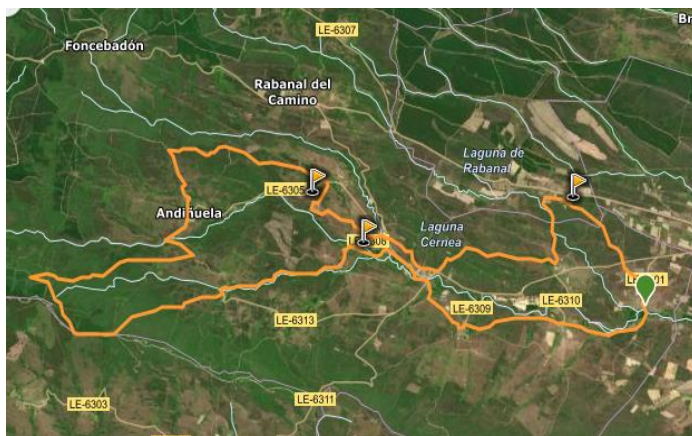 Br
LE-6307
Foncebadón
Rabanal del
Camino
Laguna de
Rabanal
LE-6305
Andiñuela
Laguna
Cernea
LE-6310
LE-6309
LE-6313
LE-6311
LE-6303